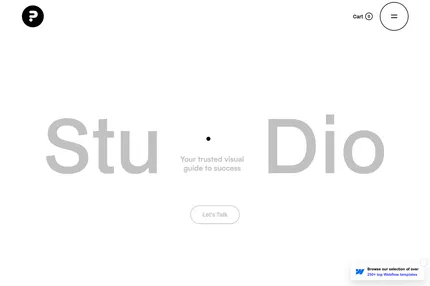 Cart 0
Stu Dio
Your trusted visual
guide to success
Let's Talk
Browse our selection of over
250+ top Webflow templates